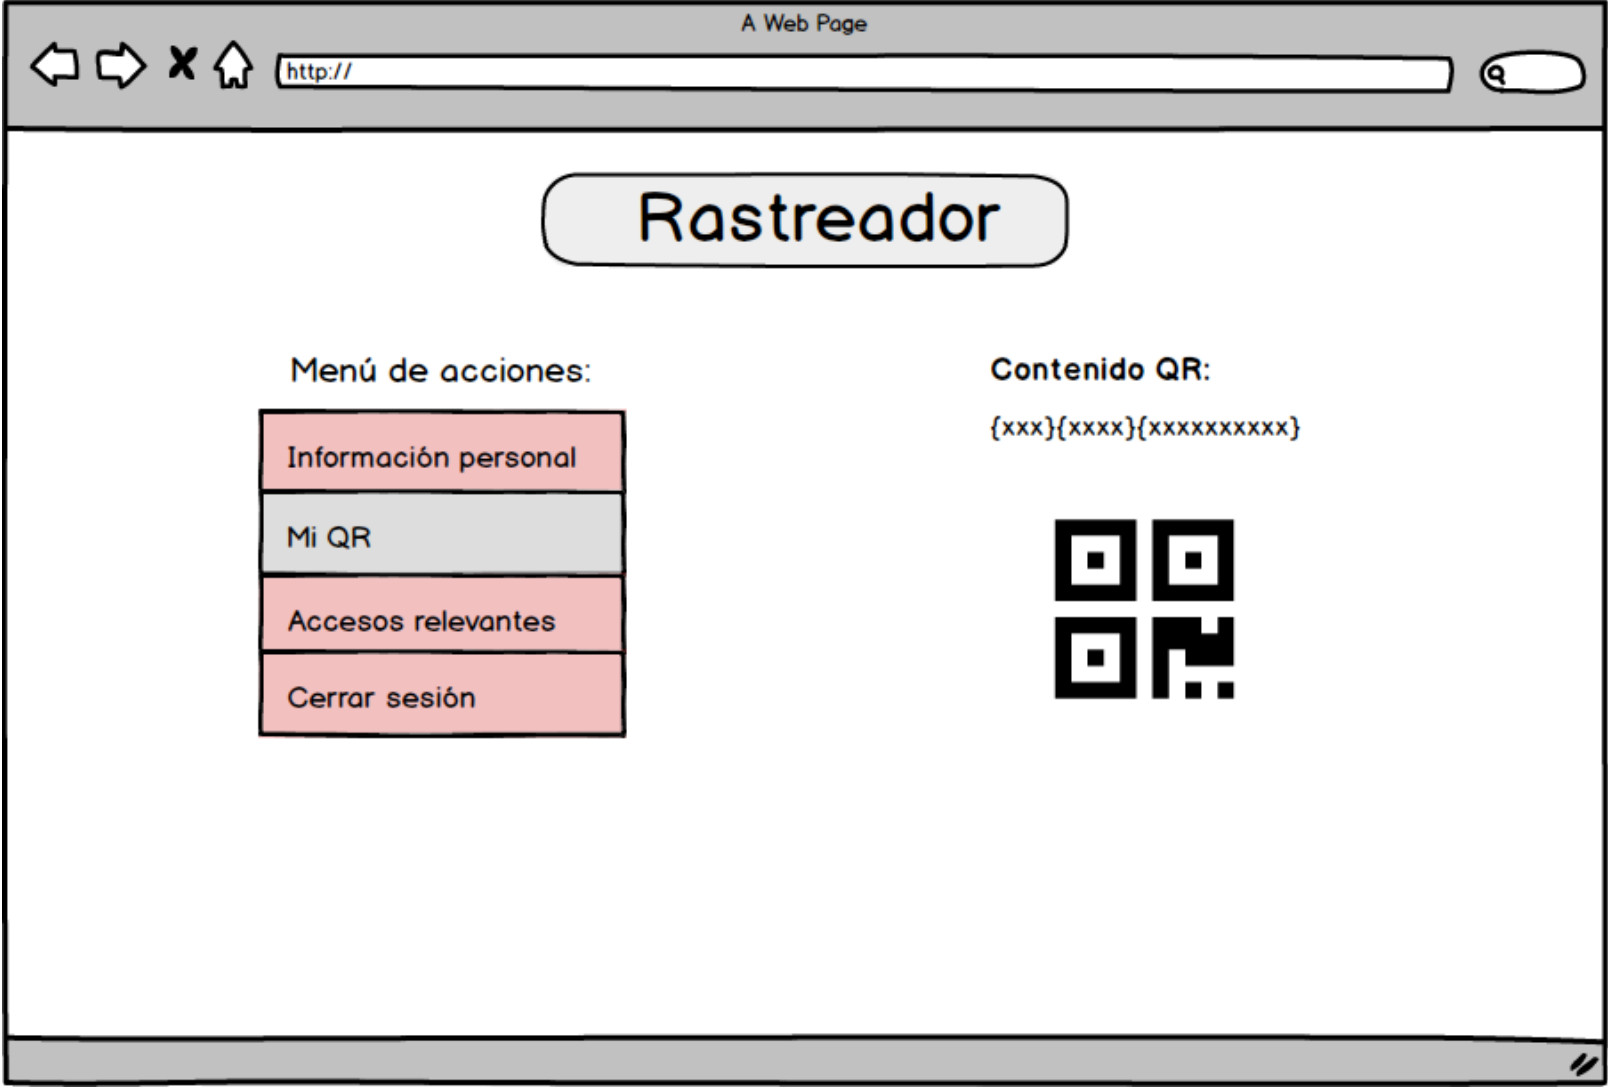 A Web Page
http://
Rastreador
Menú de acciones:
Información personal
Mi QR
Accesos relevantes
Cerrar sesión
Contenido QR:
{xxx}{xxxx}{xxxxxxxxxx}